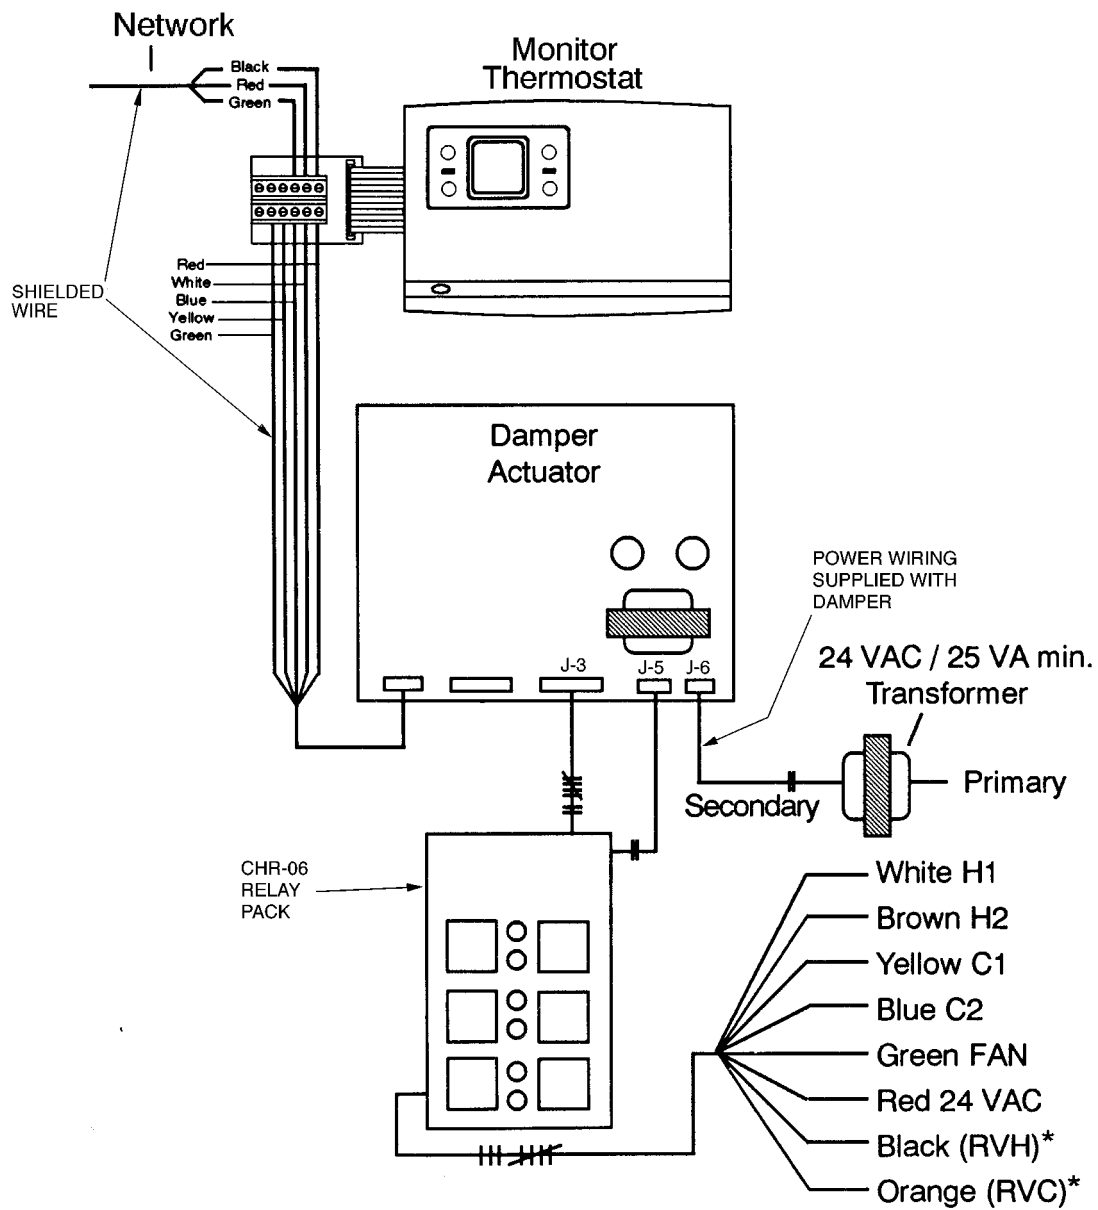 Network
Black
Red
Green
Monitor
Thermostat
Red
White
Blue
Yellow
Green
SHIELDED
WIRE
Damper
Actuator
J-3
J-5
J-6
POWER WIRING
SUPPLIED WITH
DAMPER
24 VAC / 25 VA min.
Transformer
Secondary
Primary
CHR-06
RELAY
PACK
White H1
Brown H2
Yellow C1
Blue C2
Green FAN
Red 24 VAC
Black (RVH)*
Orange (RVC)*